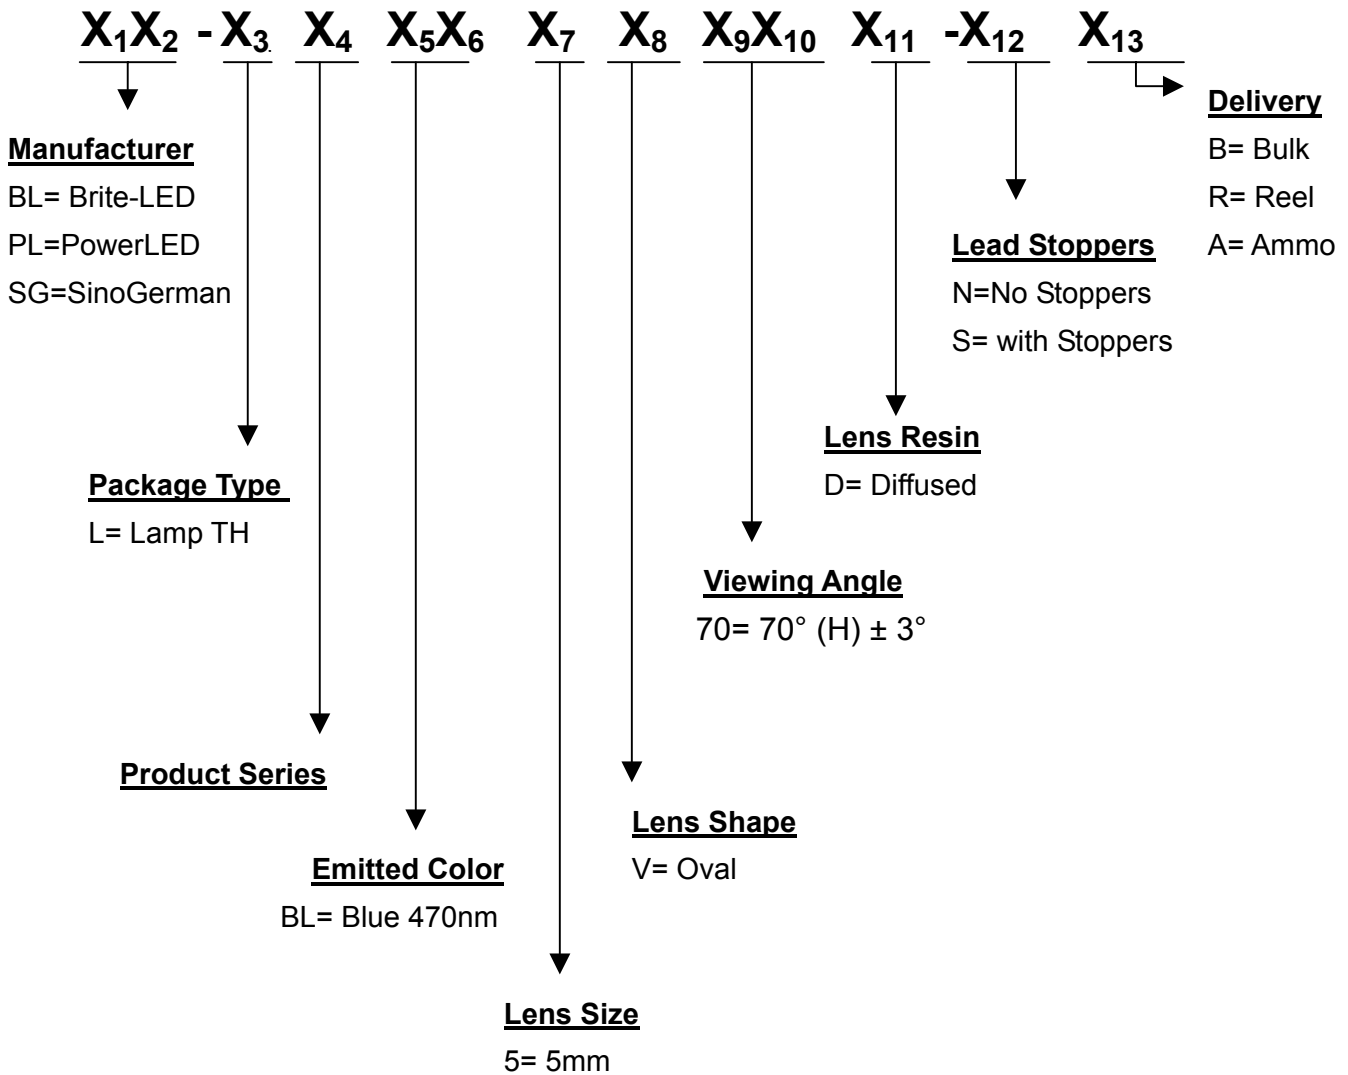 X1X2 - X3 X4 X5X6 X7 X8 X9X10 X11 -X12 X13
Delivery
B= Bulk
R= Reel
A= Ammo
Manufacturer
BL= Brite-LED
PL=PowerLED
SG=SinoGerman
Lead Stoppers
N=No Stoppers
S= with Stoppers
Lens Resin
D= Diffused
Package Type
L= Lamp TH
Viewing Angle
70= 70° (H) ± 3°
Product Series
Lens Shape
V= Oval
Emitted Color
BL= Blue 470nm
Lens Size
5= 5mm